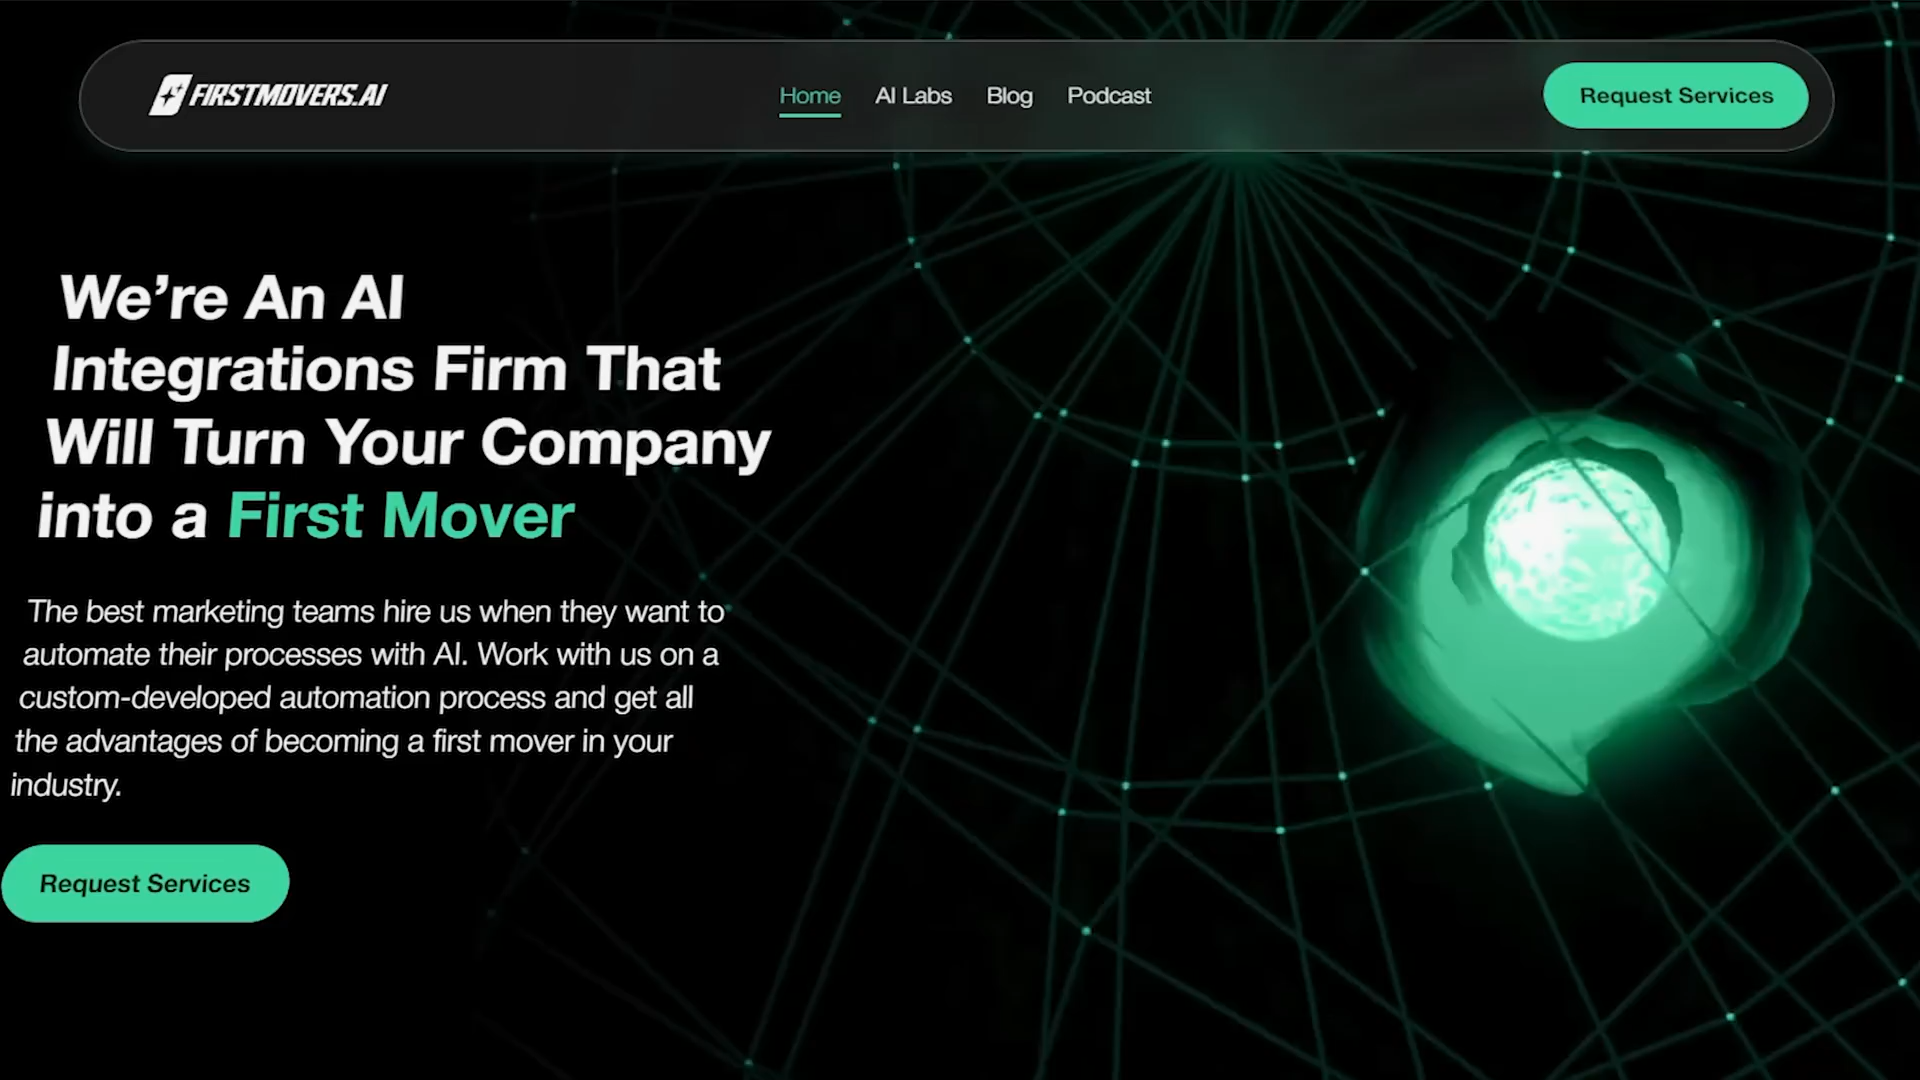 FIRSTMOVERS.AI
Home
AI Labs
Blog
Podcast
Request Services
We’re An AI
Integrations Firm That
Will Turn Your Company
into a First Mover
The best marketing teams hire us when they want to
automate their processes with AI. Work with us on a
custom-developed automation process and get all
the advantages of becoming a first mover in your
industry.
Request Services